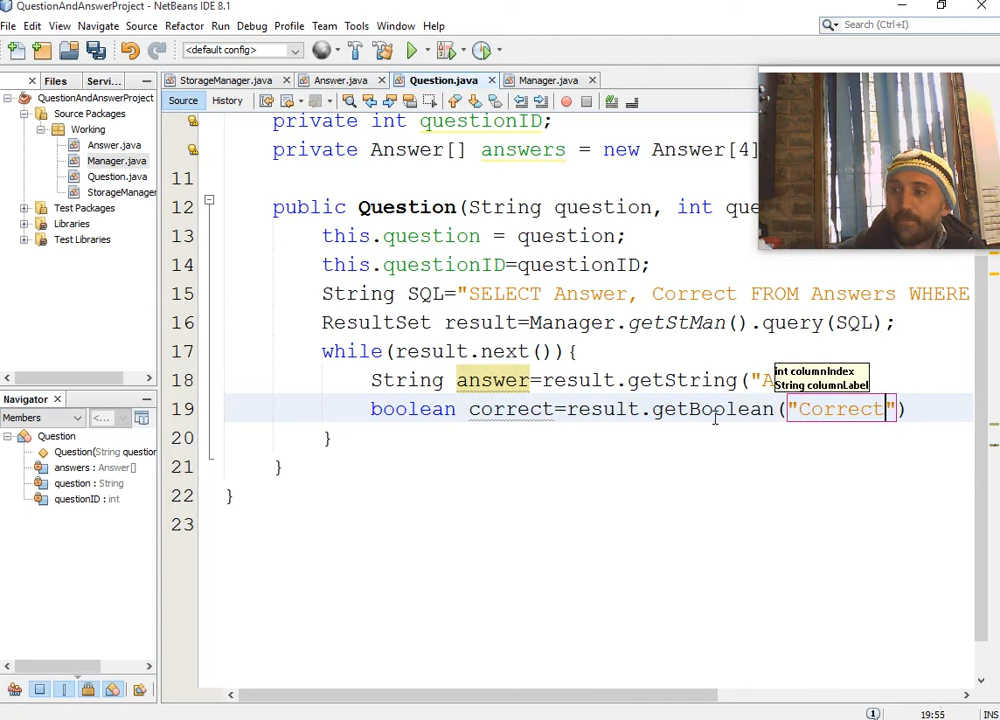 QuestionAndAnswerProject - NetBeans IDE 8.1
File Edit View Navigate Source Refactor Run Debug Profile Team Tools Window Help
<default config>
Search (Ctrl+I)
Files Servi...
StorageManager.java Answer.java Question.java Manager.java
QuestionAndAnswerProject
Source Packages
Working
Answer.java
Manager.java
Question.java
StorageManager
Test Packages
Libraries
Test Libraries
Source History
private int questionID;
private Answer[] answers = new Answer[4]
11
12 public Question(String question, int que
13 this.question = question;
14 this.questionID=questionID;
15 String SQL="SELECT Answer, Correct FROM Answers WHERE
16 ResultSet result=Manager.getStMan().query(SQL);
17 while(result.next()){
18 String answer=result.getString("A
int columnIndex
String columnLabel
19 boolean correct=result.getBoolean("Correct")
20 }
21 }
22 }
23
Navigator
Members <...
Question
Question(String question
answers : Answer[]
question : String
questionID : int
1 19:55 INS